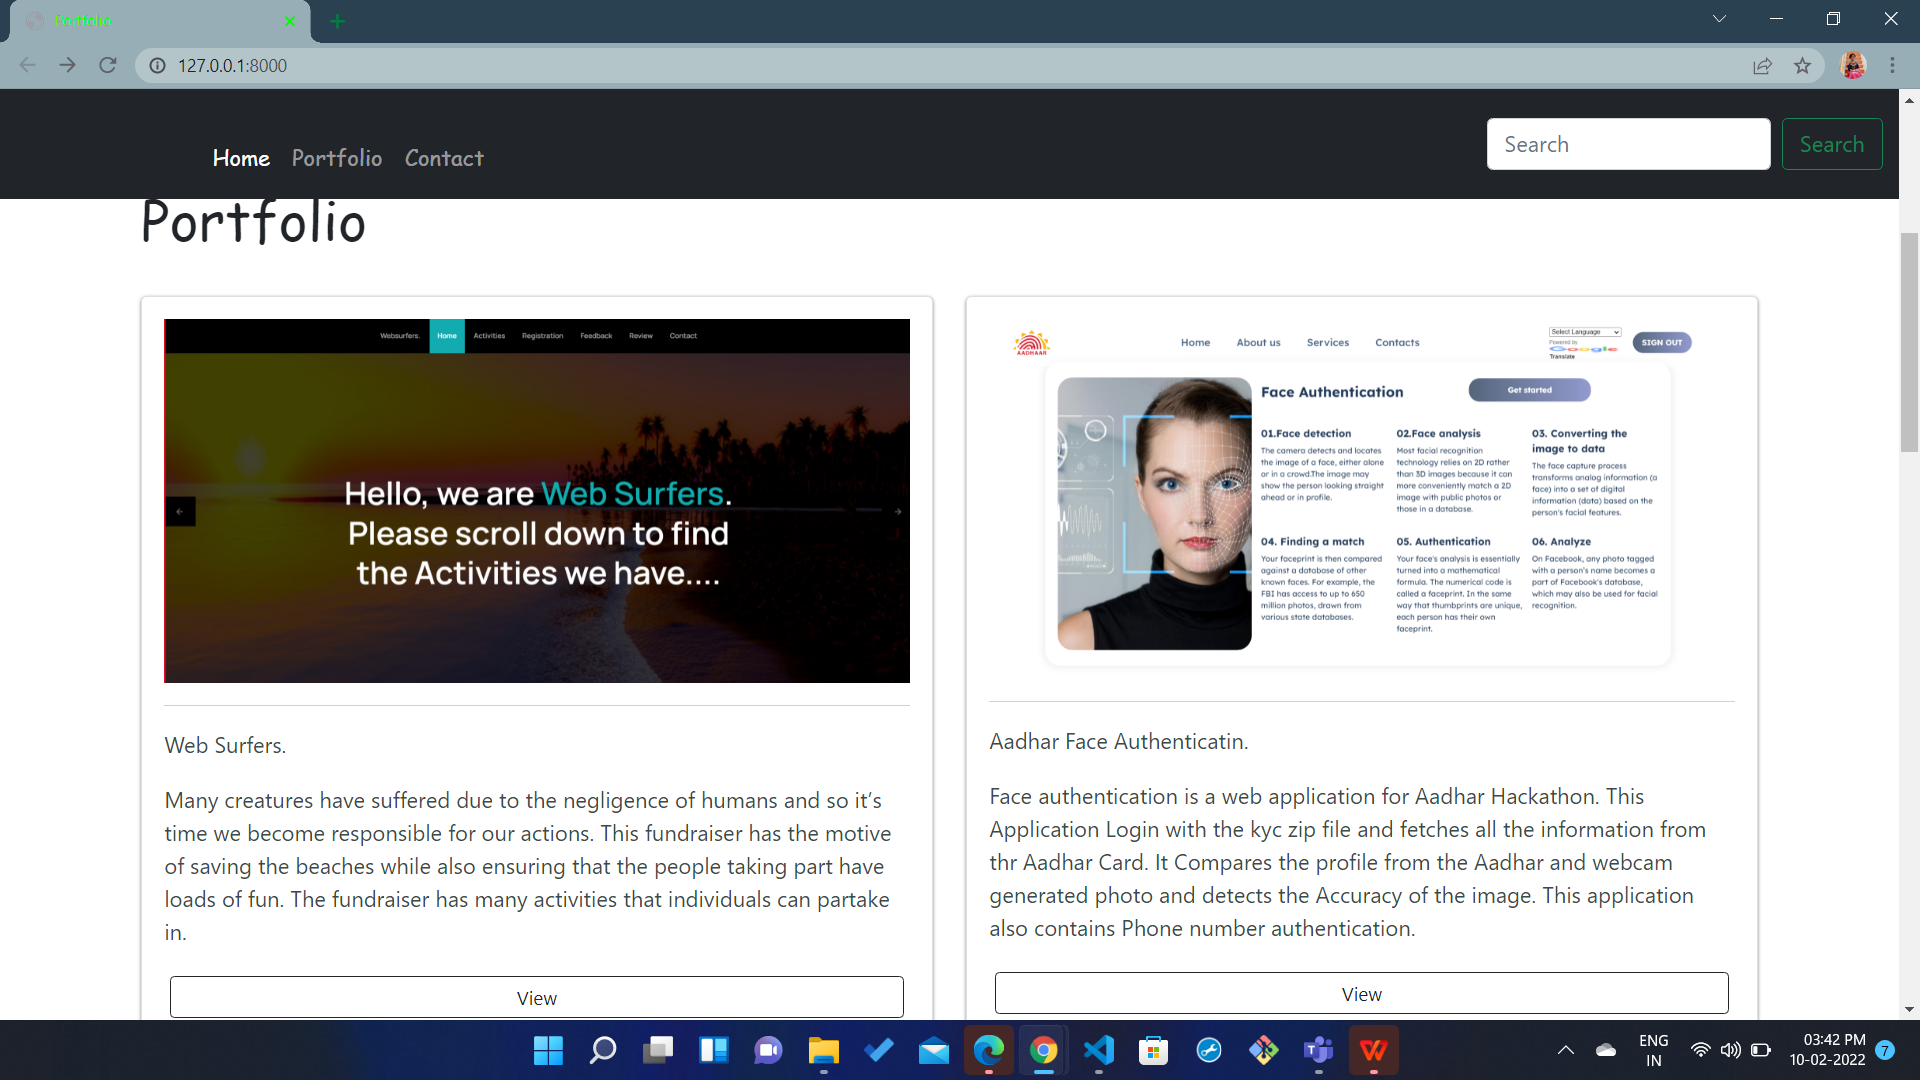 Portfolio
127.0.0.1:8000
Home Portfolio Contact
Search
Search
Portfolio
Websurfers. Home Activities Registration Feedback Review Contact
Hello, we are Web Surfers.
Please scroll down to find
the Activities we have....
Web Surfers.
Many creatures have suffered due to the negligence of humans and so it’s
time we become responsible for our actions. This fundraiser has the motive
of saving the beaches while also ensuring that the people taking part have
loads of fun. The fundraiser has many activities that individuals can partake
in.
View
AADHAAR
Home About us Services Contacts
Select Language
Powered by
Google
Translate
SIGN OUT
Face Authentication
Get started
01.Face detection
The camera detects and locates
the image of a face, either alone
or in a crowd.The image may
show the person looking straight
ahead or in profile.
02.Face analysis
Most facial recognition
technology relies on 2D rather
than 3D images because it can
more conveniently match a 2D
image with public photos or
those in a database.
03. Converting the
image to data
The face capture process
transforms analog information (a
face) into a set of digital
information (data) based on the
person's facial features.
04. Finding a match
Your faceprint is then compared
against a database of other
known faces. For example, the
FBI has access to up to 650
million photos, drawn from
various state databases.
05. Authentication
Your face's analysis is essentially
turned into a mathematical
formula. The numerical code is
called a faceprint. In the same
way that thumbprints are unique,
each person has their own
faceprint.
06. Analyze
On Facebook, any photo tagged
with a person's name becomes a
part of Facebook's database,
which may also be used for facial
recognition.
Aadhar Face Authenticatin.
Face authentication is a web application for Aadhar Hackathon. This
Application Login with the kyc zip file and fetches all the information from
thr Aadhar Card. It Compares the profile from the Aadhar and webcam
generated photo and detects the Accuracy of the image. This application
also contains Phone number authentication.
View
ENG
IN
03:42 PM
10-02-2022
7